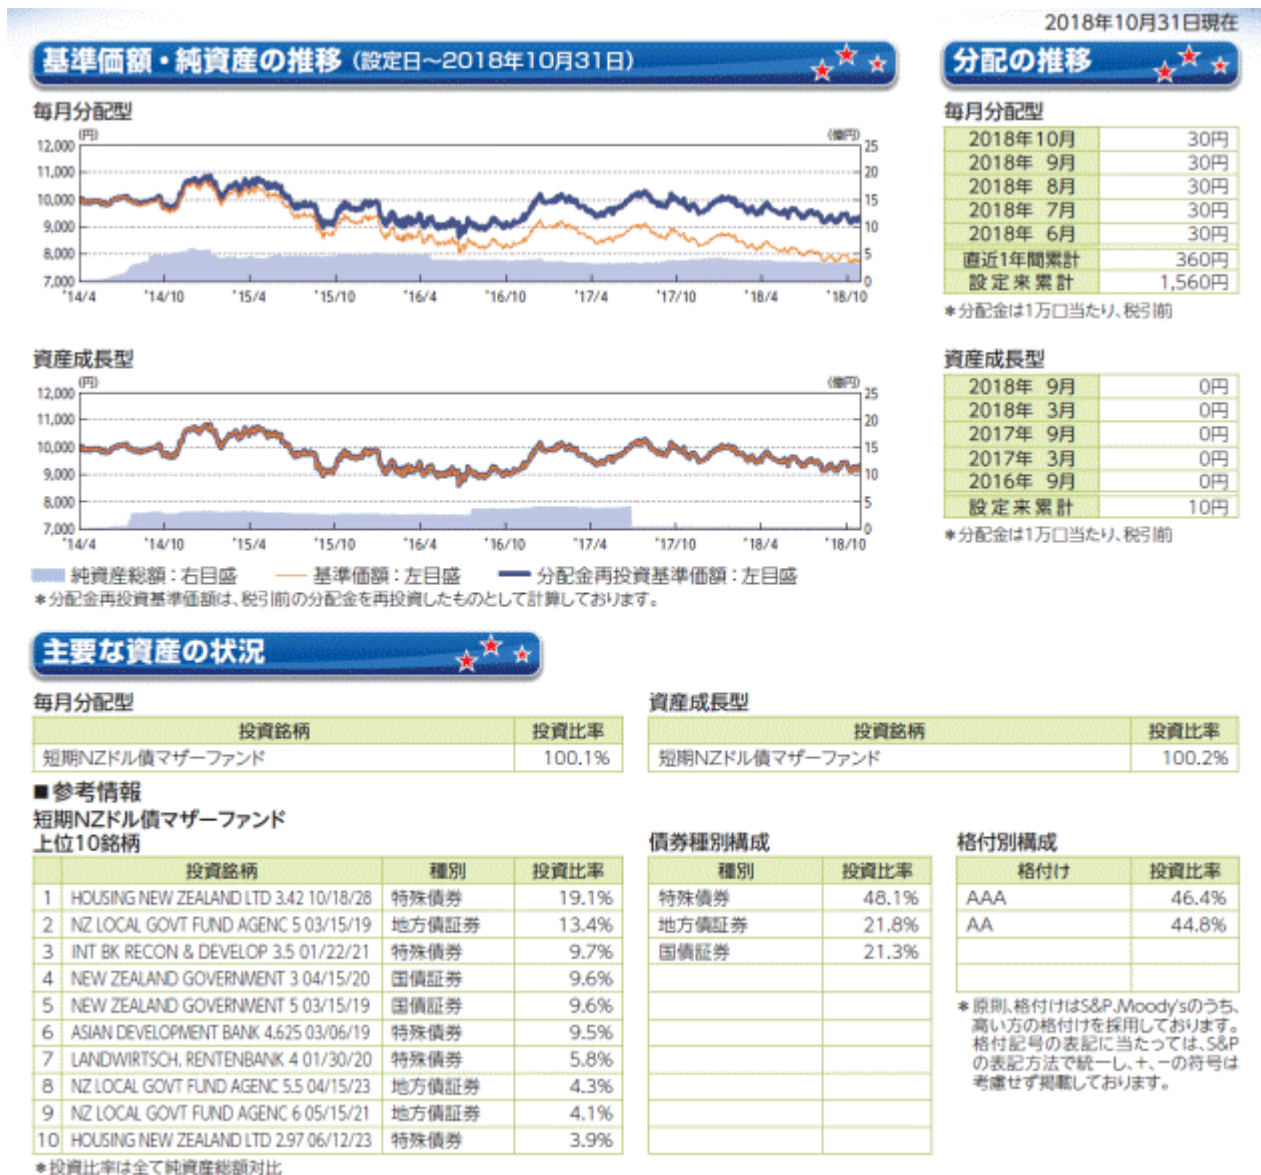 2018年10月31日現在
基準価額・純資産の推移（設定日〜2018年10月31日）
分配の推移
毎月分配型
(円)
(億円)
12,000
11,000
10,000
9,000
8,000
7,000
25
20
15
10
5
0
'14/4 '14/10 '15/4 '15/10 '16/4 '16/10 '17/4 '17/10 '18/4 '18/10
毎月分配型
2018年10月 30円
2018年 9月 30円
2018年 8月 30円
2018年 7月 30円
2018年 6月 30円
直近1年間累計 360円
設定来累計 1,560円
＊分配金は1万口当たり、税引前
資産成長型
(円)
(億円)
12,000
11,000
10,000
9,000
8,000
7,000
25
20
15
10
5
0
'14/4 '14/10 '15/4 '15/10 '16/4 '16/10 '17/4 '17/10 '18/4 '18/10
資産成長型
2018年 9月 0円
2018年 3月 0円
2017年 9月 0円
2017年 3月 0円
2016年 9月 0円
設定来累計 10円
＊分配金は1万口当たり、税引前
純資産総額：右目盛 基準価額：左目盛 分配金再投資基準価額：左目盛
＊分配金再投資基準価額は、税引前の分配金を再投資したものとして計算しております。
主要な資産の状況
毎月分配型
投資銘柄 投資比率
短期NZドル債マザーファンド 100.1%
資産成長型
投資銘柄 投資比率
短期NZドル債マザーファンド 100.2%
■参考情報
短期NZドル債マザーファンド
上位10銘柄
投資銘柄 種別 投資比率
1 HOUSING NEW ZEALAND LTD 3.42 10/18/28 特殊債券 19.1%
2 NZ LOCAL GOVT FUND AGENC 5 03/15/19 地方債証券 13.4%
3 INT BK RECON & DEVELOP 3.5 01/22/21 特殊債券 9.7%
4 NEW ZEALAND GOVERNMENT 3 04/15/20 国債証券 9.6%
5 NEW ZEALAND GOVERNMENT 5 03/15/19 国債証券 9.6%
6 ASIAN DEVELOPMENT BANK 4.625 03/06/19 特殊債券 9.5%
7 LANDWIRTSCH. RENTENBANK 4 01/30/20 特殊債券 5.8%
8 NZ LOCAL GOVT FUND AGENC 5.5 04/15/23 地方債証券 4.3%
9 NZ LOCAL GOVT FUND AGENC 6 05/15/21 地方債証券 4.1%
10 HOUSING NEW ZEALAND LTD 2.97 06/12/23 特殊債券 3.9%
＊投資比率は全て純資産総額対比
債券種別構成
種別 投資比率
特殊債券 48.1%
地方債証券 21.8%
国債証券 21.3%
格付別構成
格付け 投資比率
AAA 46.4%
AA 44.8%
＊原則、格付けはS&P、Moody'sのうち、
高い方の格付けを採用しております。
格付記号の表記に当たっては、S&P
の表記方法で統一し、＋、－の符号は
考慮せず掲載しております。